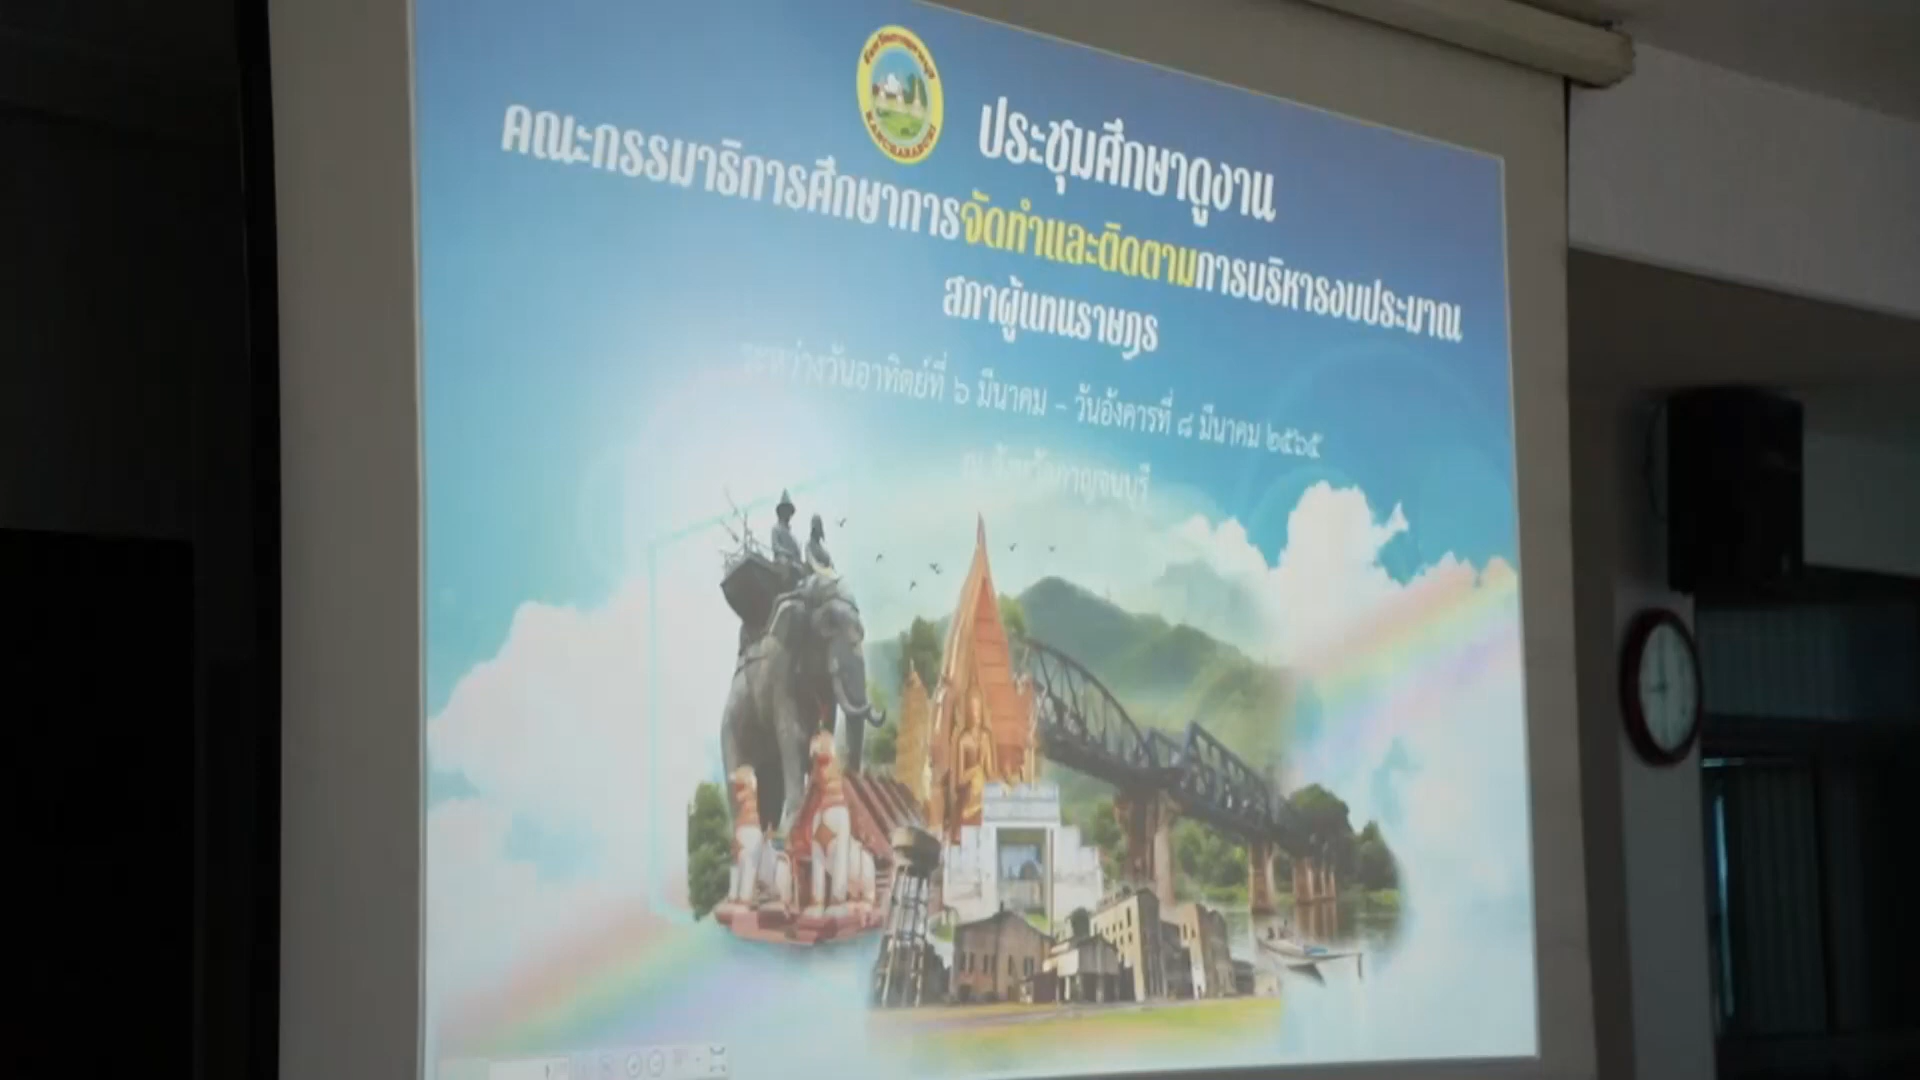 ประชุมศึกษาดูงาน
คณะกรรมาธิการศึกษาการจัดทำและติดตามการบริหารงบประมาณ
สภาผู้แทนราษฎร
ระหว่างวันอาทิตย์ที่ ๖ มีนาคม - วันอังคารที่ ๘ มีนาคม ๒๕๖๕
ณ จังหวัดกาญจนบุรี
KANCHANABURI